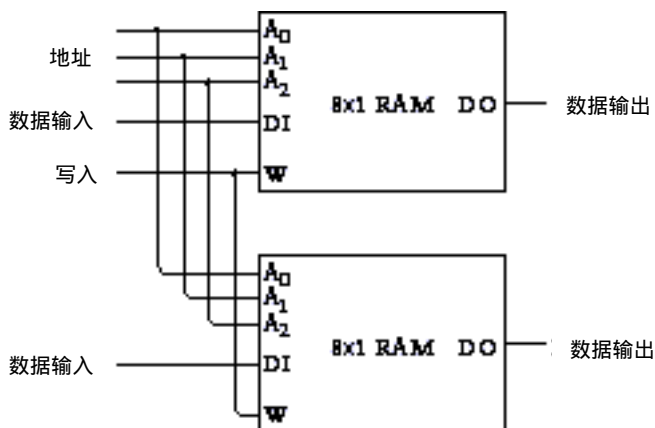 A0
地址 A1
A2
8x1 RAM DO 数据输出
数据输入 DI
写入 W
A0
A1
A2
8x1 RAM DO 数据输出
数据输入 DI
W